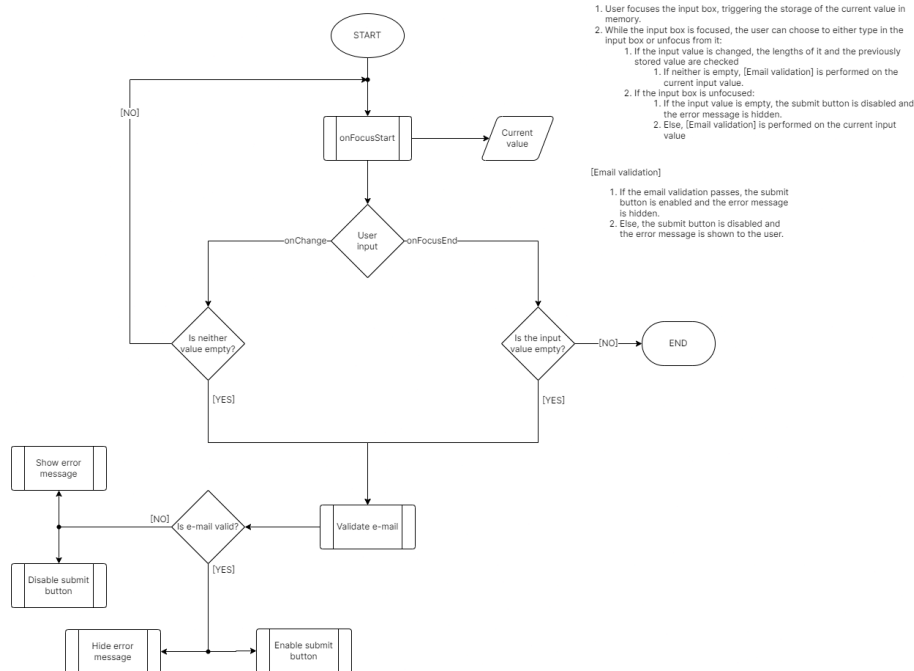 START
1. User focuses the input box, triggering the storage of the current value in
memory.
2. While the input box is focused, the user can choose to either type in the
input box or unfocus from it:
1. If the input value is changed, the lengths of it and the previously
stored value are checked
1. If neither is empty, [Email validation] is performed on the
current input value.
2. If the input box is unfocused:
1. If the input value is empty, the submit button is disabled and
the error message is hidden.
2. Else, [Email validation] is performed on the current input
value
[NO]
onFocusStart
Current
value
[Email validation]
1. If the email validation passes, the submit
button is enabled and the error message
is hidden.
2. Else, the submit button is disabled and
the error message is shown to the user.
onChange
User
input
onFocusEnd
Is neither
value empty?
Is the input
value empty?
[NO]
END
[YES]
[YES]
Show error
message
[NO]
Is e-mail valid?
Validate e-mail
[YES]
Disable submit
button
Hide error
message
Enable submit
button